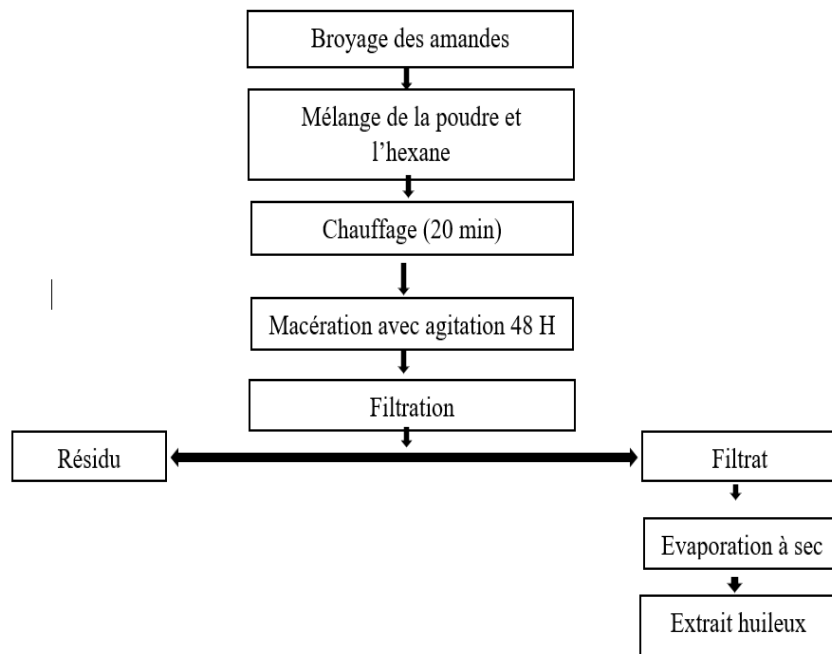 Broyage des amandes
Mélange de la poudre et
l’hexane
Chauffage (20 min)
Macération avec agitation 48 H
Filtration
Résidu
Filtrat
Evaporation à sec
Extrait huileux